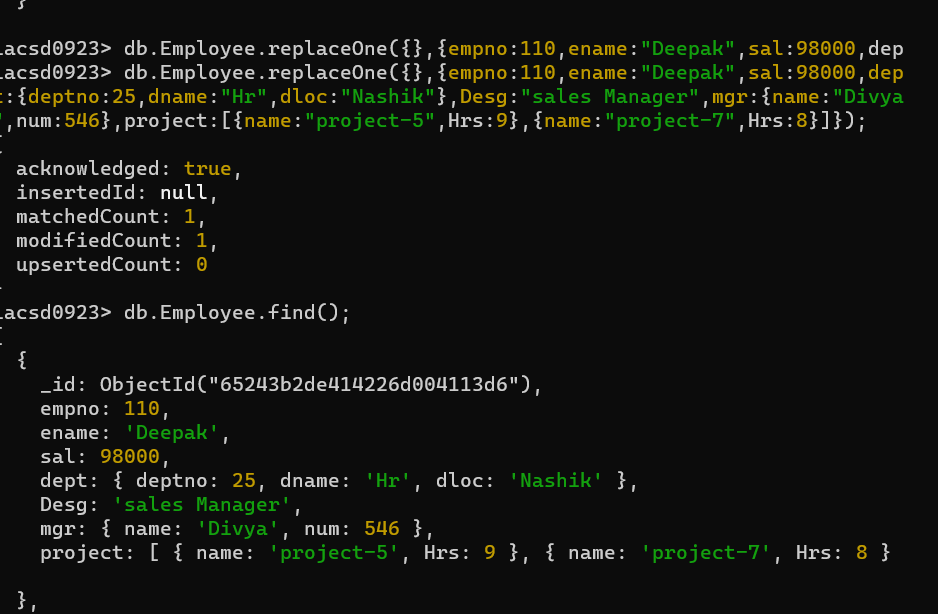 }
iacsd0923> db.Employee.replaceOne({},{empno:110,ename:"Deepak",sal:98000,dep
iacsd0923> db.Employee.replaceOne({},{empno:110,ename:"Deepak",sal:98000,dep
t:{deptno:25,dname:"Hr",dloc:"Nashik"},Desg:"sales Manager",mgr:{name:"Divya
",num:546},project:[{name:"project-5",Hrs:9},{name:"project-7",Hrs:8}]});
{
acknowledged: true,
insertedId: null,
matchedCount: 1,
modifiedCount: 1,
upsertedCount: 0
}
iacsd0923> db.Employee.find();
[
{
_id: ObjectId("65243b2de414226d004113d6"),
empno: 110,
ename: 'Deepak',
sal: 98000,
dept: { deptno: 25, dname: 'Hr', dloc: 'Nashik' },
Desg: 'sales Manager',
mgr: { name: 'Divya', num: 546 },
project: [ { name: 'project-5', Hrs: 9 }, { name: 'project-7', Hrs: 8 }
},